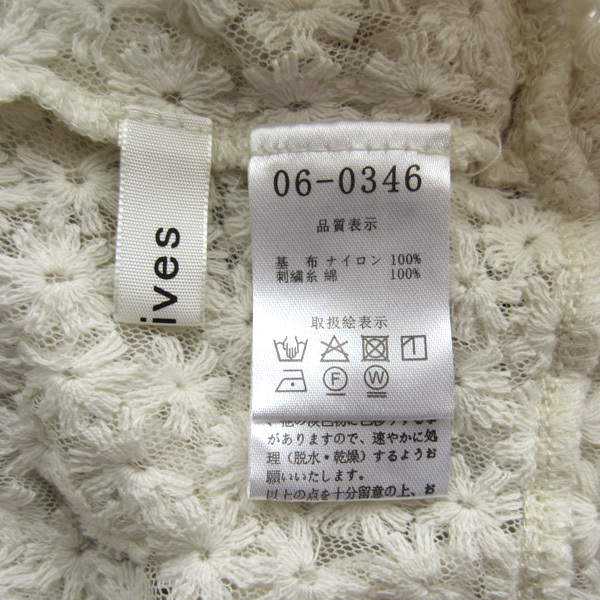 ives
06-0346
品質表示
基 布 ナイロン 100%
刺繍糸 綿 100%
取扱絵表示
F W
がありますので、速やかに処
理（脱水・乾燥）するようお
願いいたします。
以上の点を十分留意の上、お